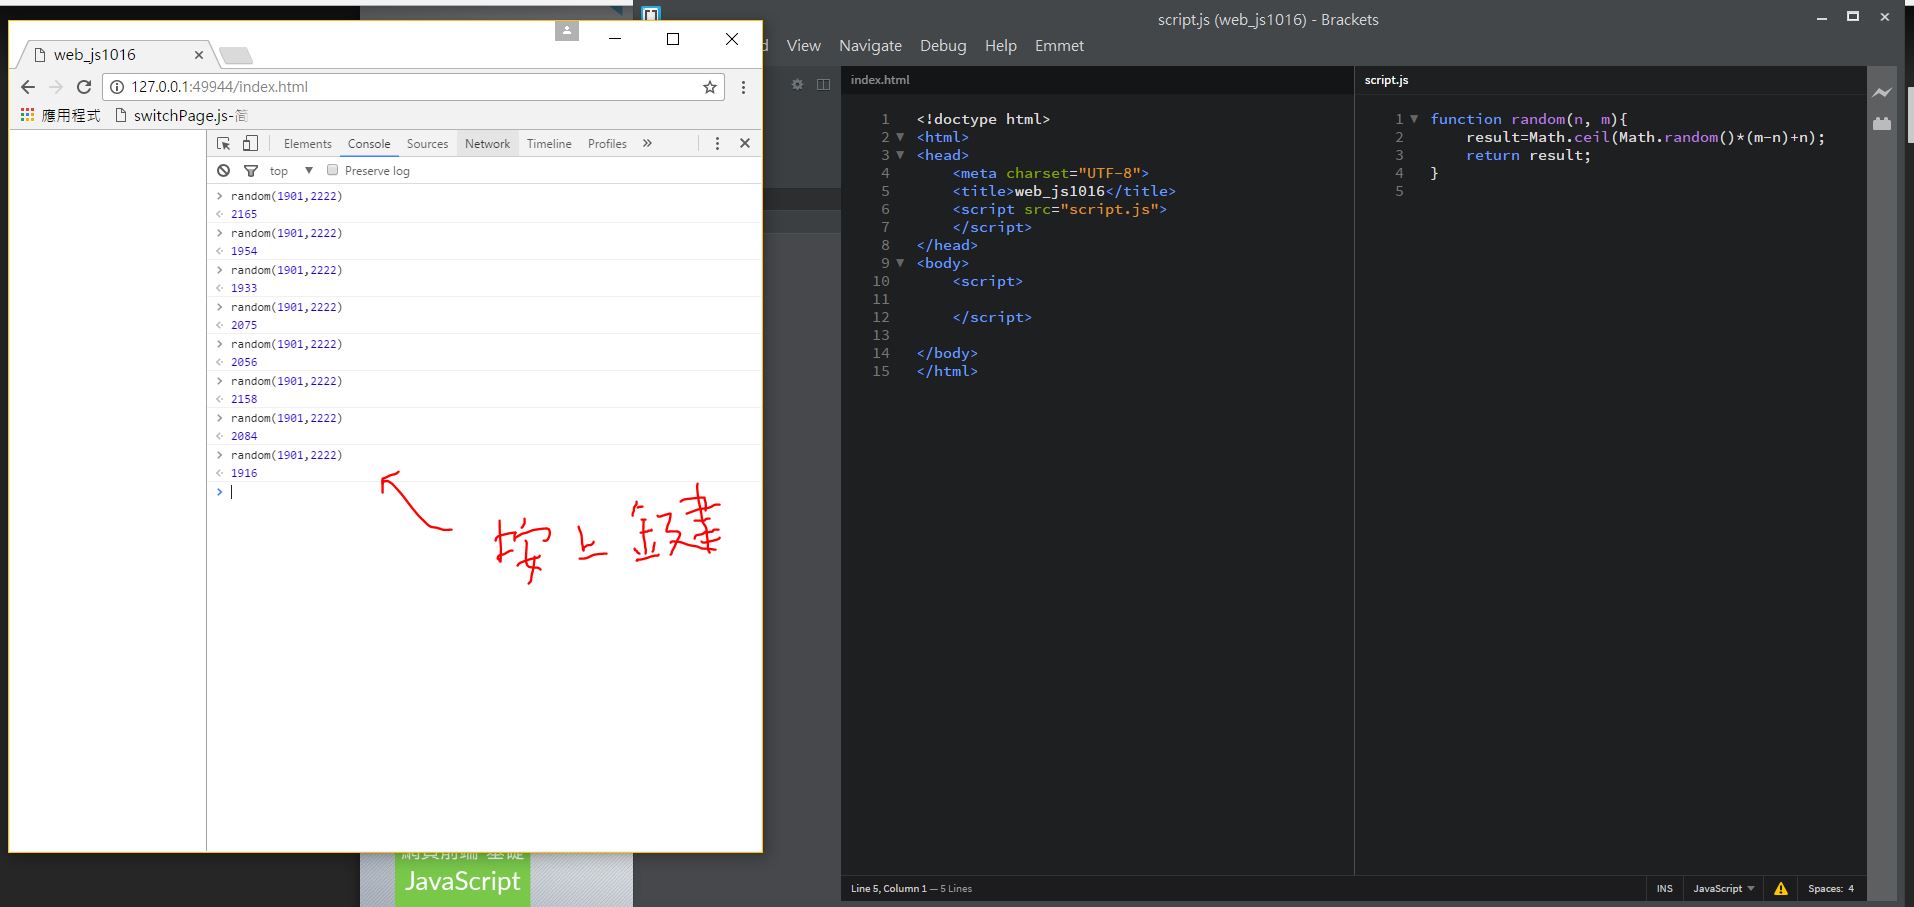 web_js1016
127.0.0.1:49944/index.html
應用程式 switchPage.js-简
Elements Console Sources Network Timeline Profiles »
top ▼ Preserve log
> random(1901,2222)
2165
> random(1901,2222)
1954
> random(1901,2222)
1933
> random(1901,2222)
2075
> random(1901,2222)
2056
> random(1901,2222)
2158
> random(1901,2222)
2084
> random(1901,2222)
1916
>
按上鍵
網頁前端 基礎
JavaScript
script.js (web_js1016) - Brackets
d View Navigate Debug Help Emmet
index.html
1 <!doctype html>
2 <html>
3 <head>
4 <meta charset="UTF-8">
5 <title>web_js1016</title>
6 <script src="script.js">
7 </script>
8 </head>
9 <body>
10 <script>
11
12 </script>
13
14 </body>
15 </html>
script.js
1 function random(n, m){
2 result=Math.ceil(Math.random()*(m-n)+n);
3 return result;
4 }
5
Line 5, Column 1 — 5 Lines
INS JavaScript Spaces: 4